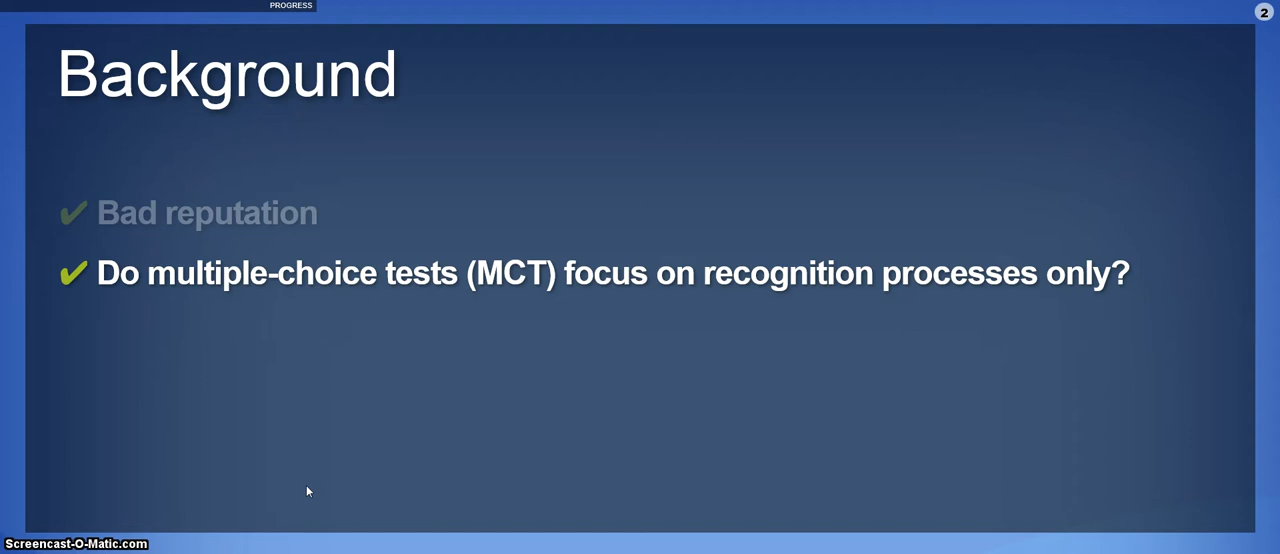 PROGRESS
2
Background
✔ Bad reputation
✔ Do multiple-choice tests (MCT) focus on recognition processes only?
Screencast-O-Matic.com